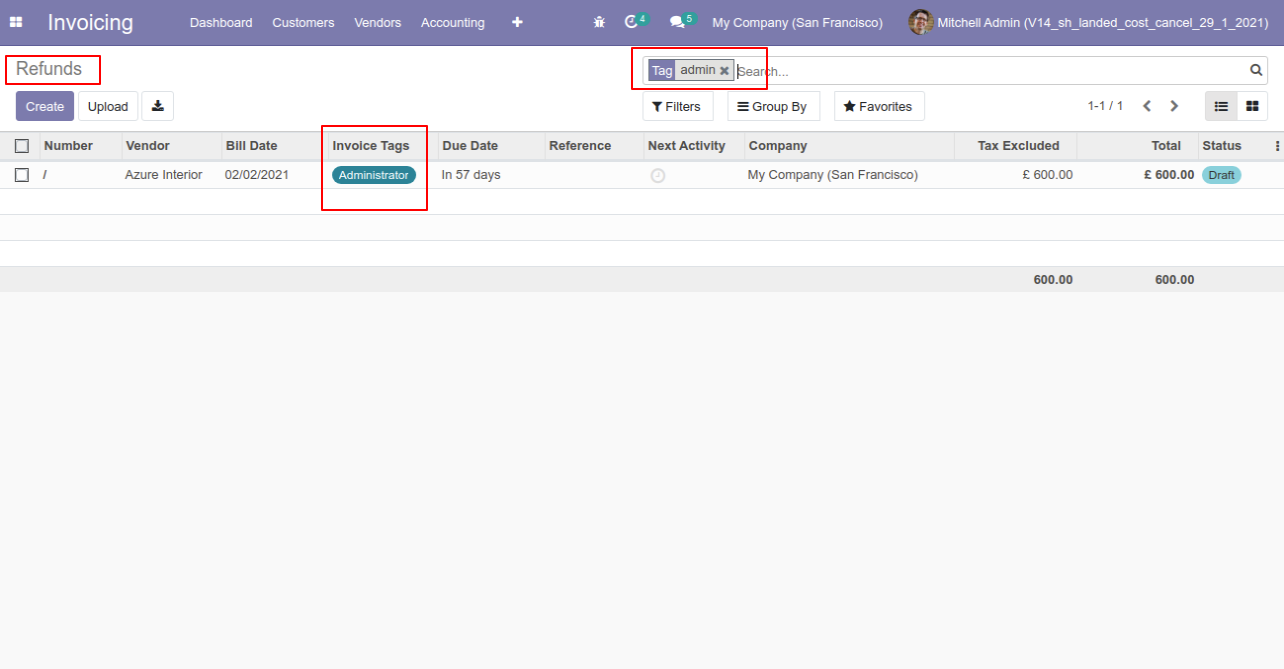 Invoicing Dashboard Customers Vendors Accounting 4 5 My Company (San Francisco) Mitchell Admin (V14_sh_landed_cost_cancel_29_1_2021)
Refunds Tag admin Search...
Create Upload Filters Group By Favorites 1-1 / 1
Number Vendor Bill Date Invoice Tags Due Date Reference Next Activity Company Tax Excluded Total Status
/ Azure Interior 02/02/2021 Administrator In 57 days My Company (San Francisco) £ 600.00 £ 600.00 Draft
600.00 600.00